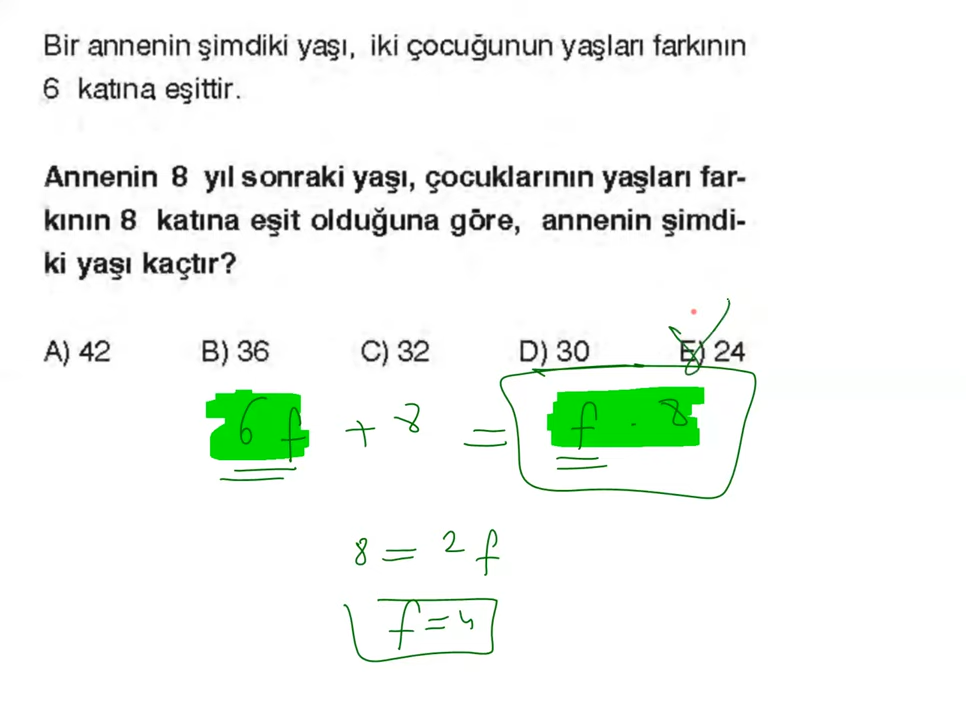 Bir annenin şimdiki yaşı, iki çocuğunun yaşları farkının
6 katına eşittir.
Annenin 8 yıl sonraki yaşı, çocuklarının yaşları far-
kının 8 katına eşit olduğuna göre, annenin şimdi-
ki yaşı kaçtır?
A) 42 B) 36 C) 32 D) 30 E) 24
6 f + 8 = f . 8
8 = 2 f
f = 4